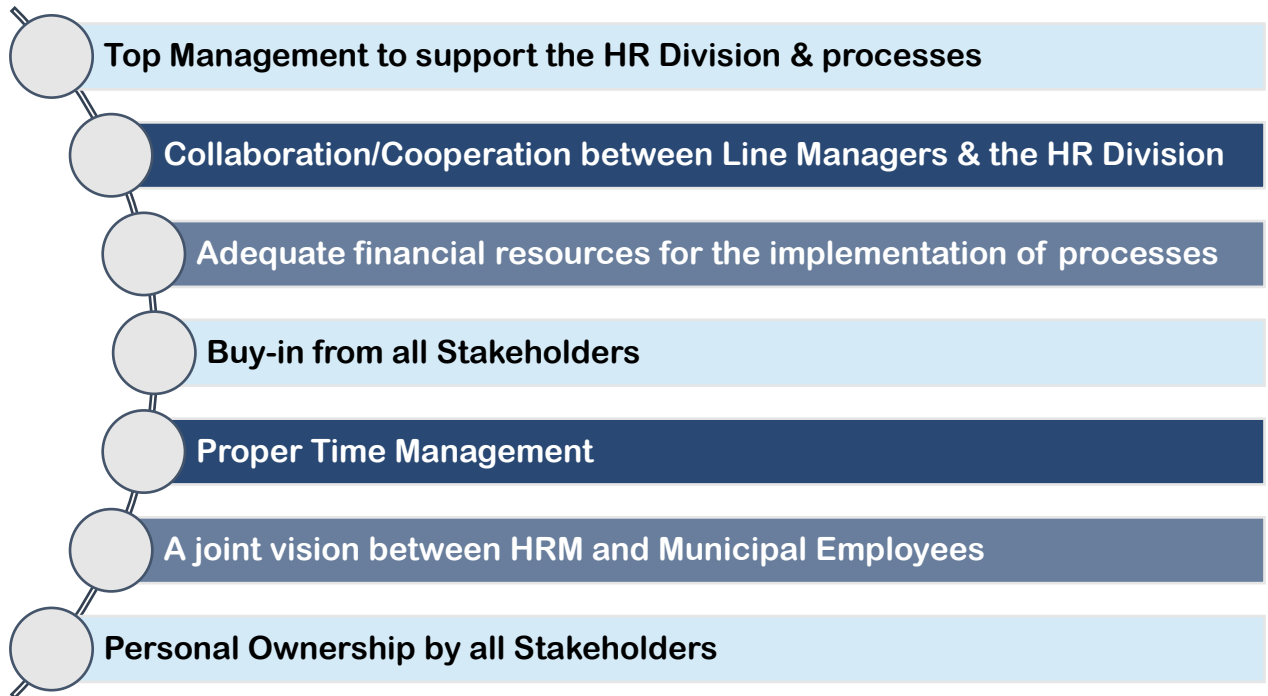 Top Management to support the HR Division & processes
Collaboration/Cooperation between Line Managers & the HR Division
Adequate financial resources for the implementation of processes
Buy-in from all Stakeholders
Proper Time Management
A joint vision between HRM and Municipal Employees
Personal Ownership by all Stakeholders